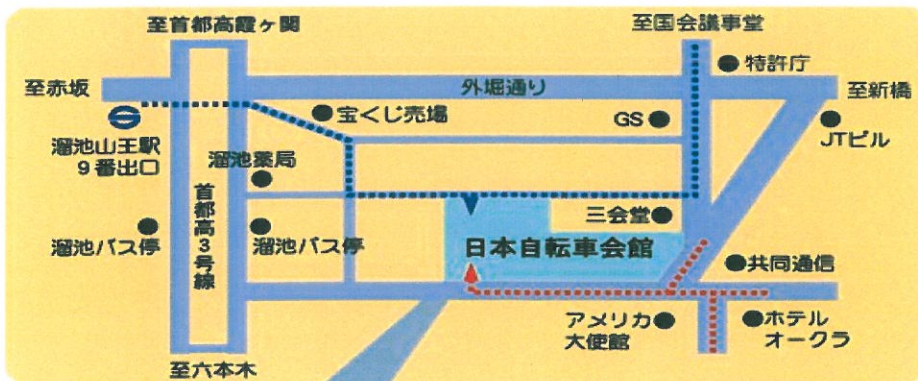 至首都高霞ヶ関
至国会議事堂
特許庁
至赤坂
外堀通り
至新橋
宝くじ売場
GS
JTビル
溜池山王駅
9番出口
溜池薬局
首都高3号線
三会堂
溜池バス停
溜池バス停
日本自転車会館
共同通信
アメリカ
大使館
ホテル
オークラ
至六本木